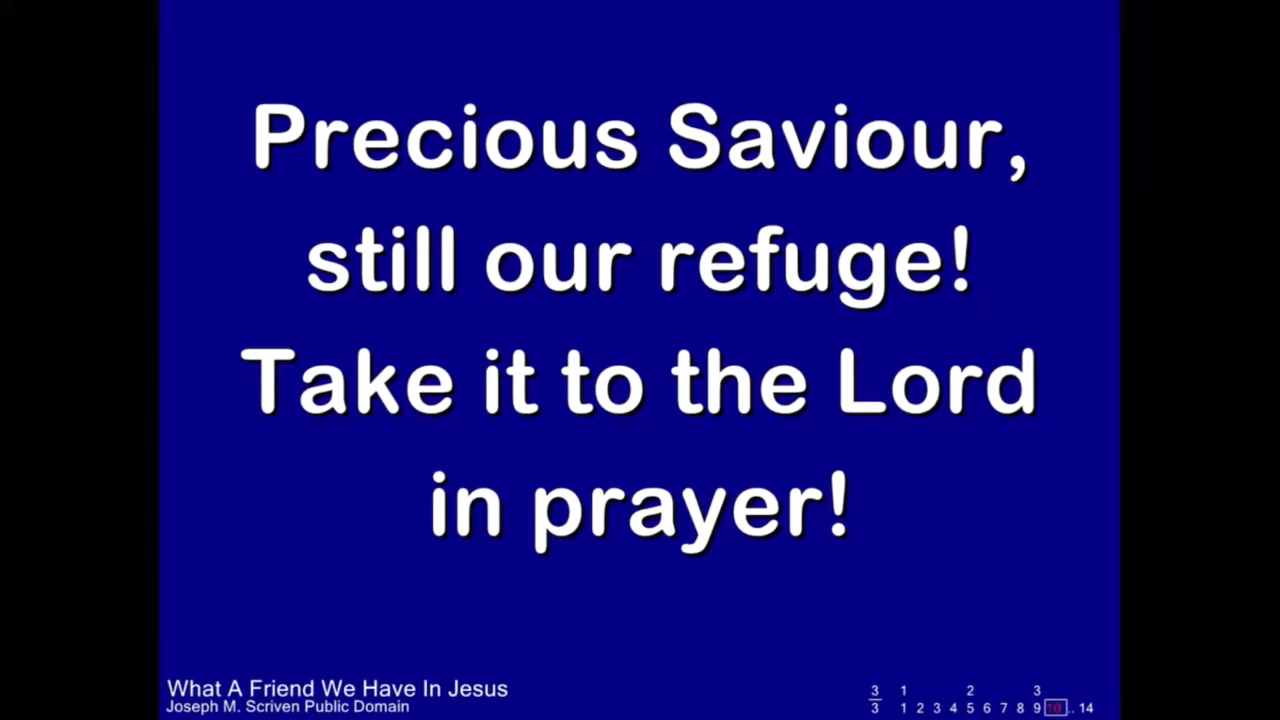 Precious Saviour,
still our refuge!
Take it to the Lord
in prayer!
What A Friend We Have In Jesus
Joseph M. Scriven Public Domain
3 1 2 3
3 1 2 3 4 5 6 7 8 9 10 .. 14